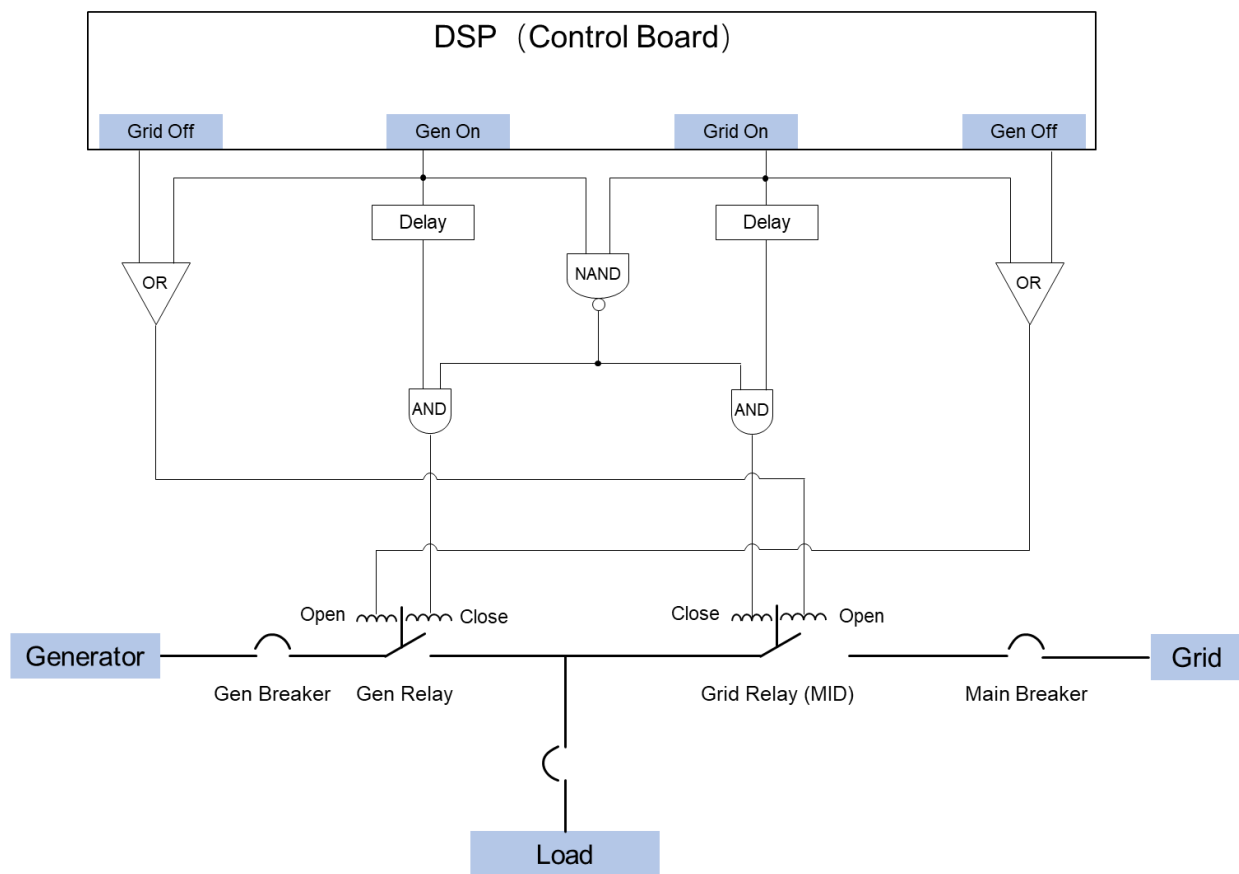 DSP（Control Board）
Grid Off
Gen On
Grid On
Gen Off
Delay
Delay
NAND
OR
OR
AND
AND
Open
Close
Close
Open
Generator
Grid
Gen Breaker
Gen Relay
Grid Relay (MID)
Main Breaker
Load